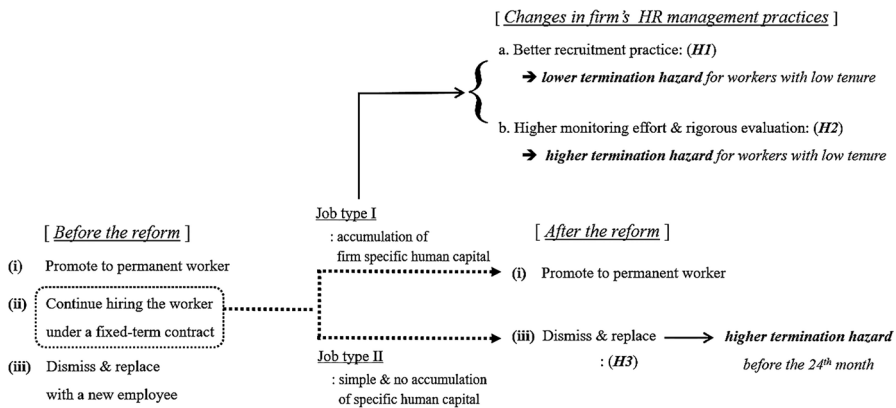 [ Changes in firm's HR management practices ]
a. Better recruitment practice: (H1)
➔ lower termination hazard for workers with low tenure
b. Higher monitoring effort & rigorous evaluation: (H2)
➔ higher termination hazard for workers with low tenure
[ Before the reform ]
(i) Promote to permanent worker
(ii) Continue hiring the worker
under a fixed-term contract
(iii) Dismiss & replace
with a new employee
Job type I
: accumulation of
firm specific human capital
Job type II
: simple & no accumulation
of specific human capital
[ After the reform ]
(i) Promote to permanent worker
(iii) Dismiss & replace
: (H3)
higher termination hazard
before the 24th month